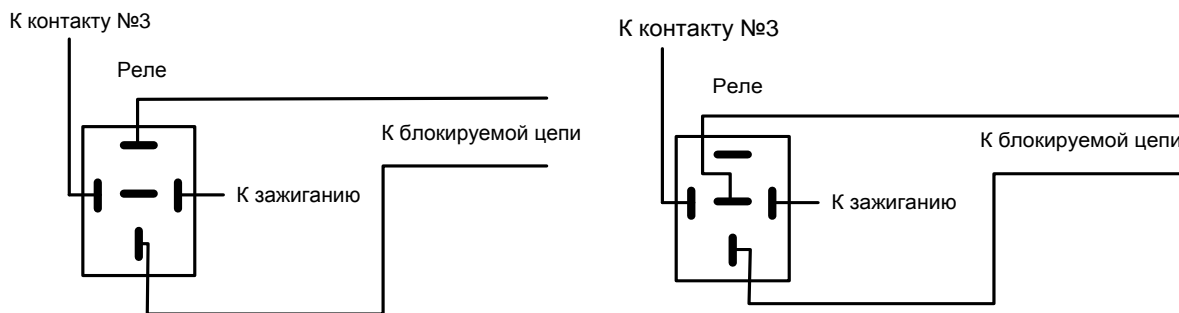 К контакту №3
Реле
К блокируемой цепи
К зажиганию
К контакту №3
Реле
К блокируемой цепи
К зажиганию